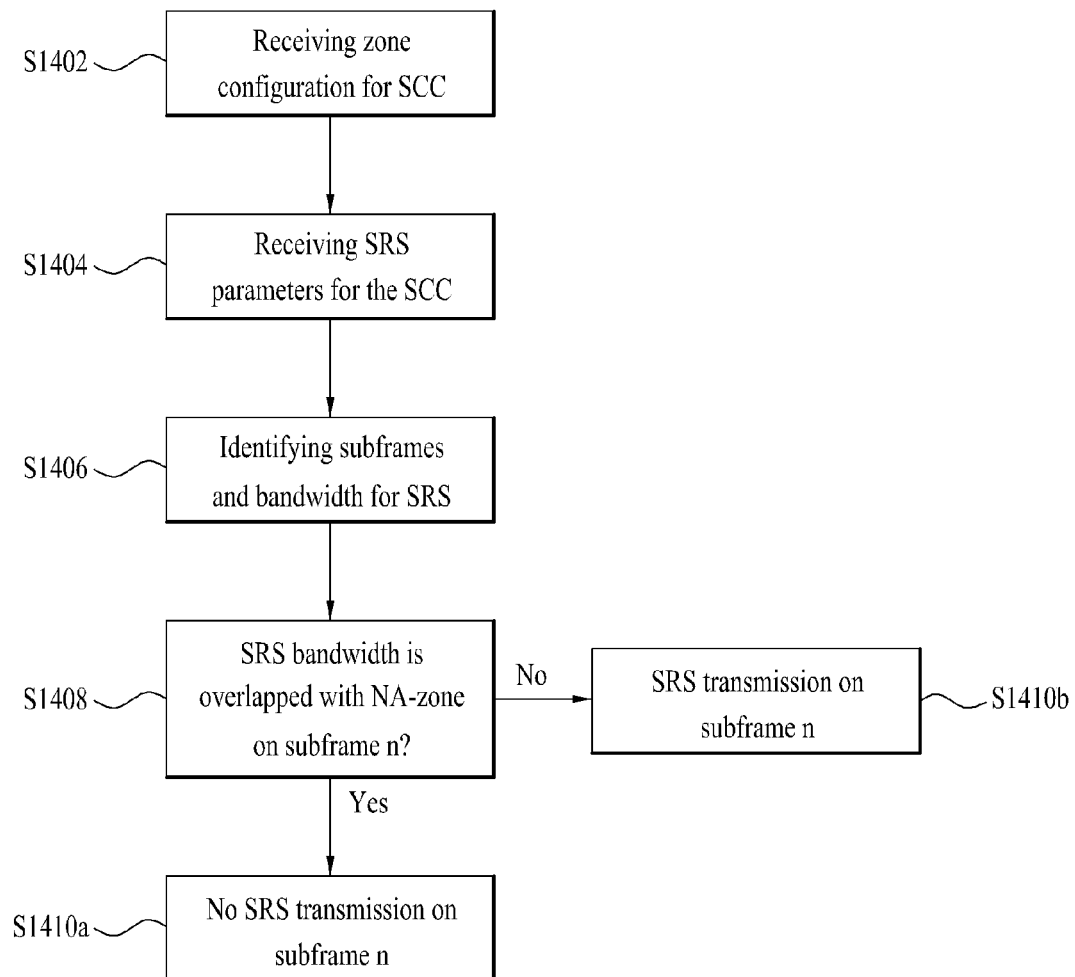 S1402
Receiving zone
configuration for SCC
S1404
Receiving SRS
parameters for the SCC
S1406
Identifying subframes
and bandwidth for SRS
S1408
SRS bandwidth is
overlapped with NA-zone
on subframe n?
No
SRS transmission on
subframe n
S1410b
Yes
S1410a
No SRS transmission on
subframe n